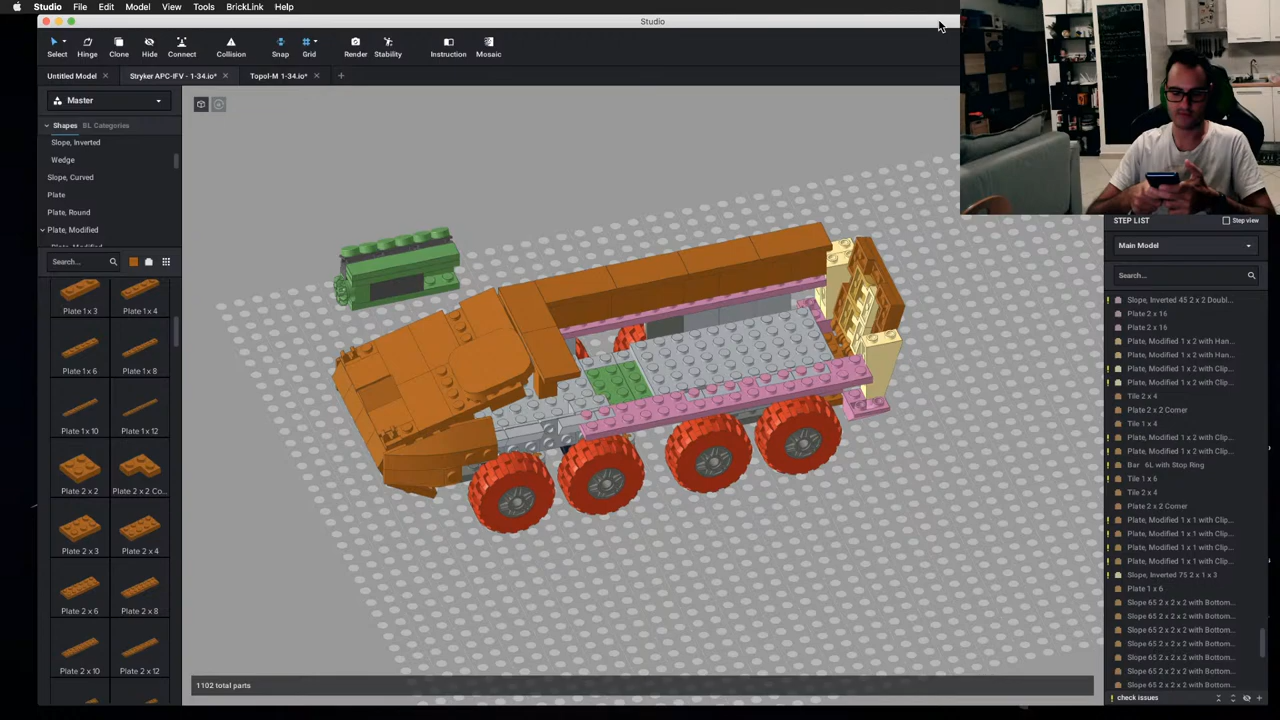 Studio File Edit Model View Tools BrickLink Help
Studio
Select Hinge Clone Hide Connect Collision Snap Grid Render Stability Instruction Mosaic
Untitled Model Stryker APC-IFV - 1-34.io* Topol-M 1-34.io*
Master
Shapes BL Categories
Slope, Inverted
Wedge
Slope, Curved
Plate
Plate, Round
Plate, Modified
Search...
Plate 1 x 3 Plate 1 x 4
Plate 1 x 6 Plate 1 x 8
Plate 1 x 10 Plate 1 x 12
Plate 2 x 2 Plate 2 x 2 Co...
Plate 2 x 3 Plate 2 x 4
Plate 2 x 6 Plate 2 x 8
Plate 2 x 10 Plate 2 x 12
1102 total parts
STEP LIST Step view
Main Model
Search...
Slope, Inverted 45 2 x 2 Doubl...
Plate 2 x 16
Plate 2 x 16
Plate, Modified 1 x 2 with Han...
Plate, Modified 1 x 2 with Han...
Plate, Modified 1 x 2 with Clip...
Plate, Modified 1 x 2 with Clip...
Tile 2 x 4
Plate 2 x 2 Corner
Tile 1 x 4
Plate, Modified 1 x 2 with Clip...
Plate, Modified 1 x 2 with Clip...
Bar 6L with Stop Ring
Tile 1 x 6
Tile 2 x 4
Plate 2 x 2 Corner
Plate, Modified 1 x 1 with Clip...
Plate, Modified 1 x 1 with Clip...
Plate, Modified 1 x 1 with Clip...
Plate, Modified 1 x 1 with Clip...
Slope, Inverted 75 2 x 1 x 3
Plate 1 x 6
Slope 65 2 x 2 x 2 with Bottom...
Slope 65 2 x 2 x 2 with Bottom...
Slope 65 2 x 2 x 2 with Bottom...
Slope 65 2 x 2 x 2 with Bottom...
Slope 65 2 x 2 x 2 with Bottom...
Slope 65 2 x 2 x 2 with Bottom...
Slope 65 2 x 2 x 2 with Bottom...
check issues